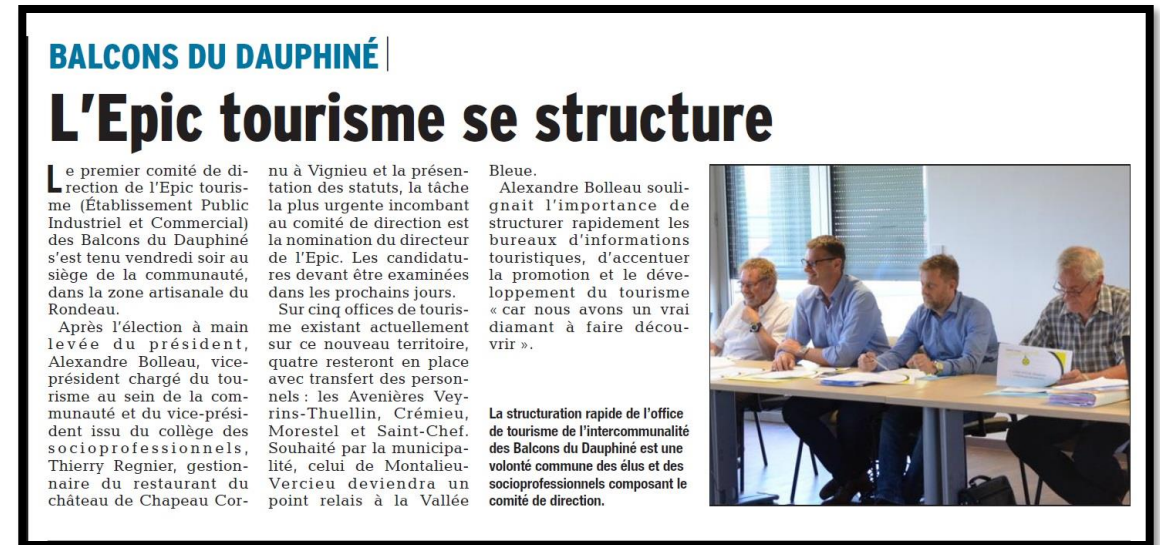 BALCONS DU DAUPHINÉ
L'Epic tourisme se structure
Le premier comité de di-
rection de l'Epic touris-
me (Établissement Public
Industriel et Commercial)
des Balcons du Dauphiné
s'est tenu vendredi soir au
siège de la communauté,
dans la zone artisanale du
Rondeau.
Après l'élection à main
levée du président,
Alexandre Bolleau, vice-
président chargé du tou-
risme au sein de la com-
munauté et du vice-prési-
dent issu du collège des
socioprofessionnels,
Thierry Regnier, gestion-
naire du restaurant du
château de Chapeau Cor-
nu à Vignieu et la présen-
tation des statuts, la tâche
la plus urgente incombant
au comité de direction est
la nomination du directeur
de l'Epic. Les candidatu-
res devant être examinées
dans les prochains jours.
Sur cinq offices de touris-
me existant actuellement
sur ce nouveau territoire,
quatre resteront en place
avec transfert des person-
nels : les Avenières Vey-
rins-Thuellin, Crémieu,
Morestel et Saint-Chef.
Souhaité par la municipa-
lité, celui de Montalieu-
Vercieu deviendra un
point relais à la Vallée
Bleue.
Alexandre Bolleau souli-
gnait l'importance de
structurer rapidement les
bureaux d'informations
touristiques, d'accentuer
la promotion et le déve-
loppement du tourisme
« car nous avons un vrai
diamant à faire décou-
vrir ».
La structuration rapide de l'office
de tourisme de l'intercommunalité
des Balcons du Dauphiné est une
volonté commune des élus et des
socioprofessionnels composant le
comité de direction.